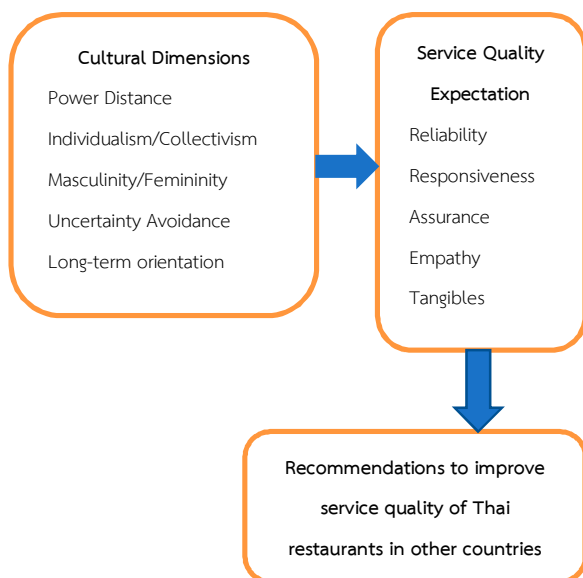 Cultural Dimensions
Power Distance
Individualism/Collectivism
Masculinity/Femininity
Uncertainty Avoidance
Long-term orientation
Service Quality
Expectation
Reliability
Responsiveness
Assurance
Empathy
Tangibles
Recommendations to improve
service quality of Thai
restaurants in other countries